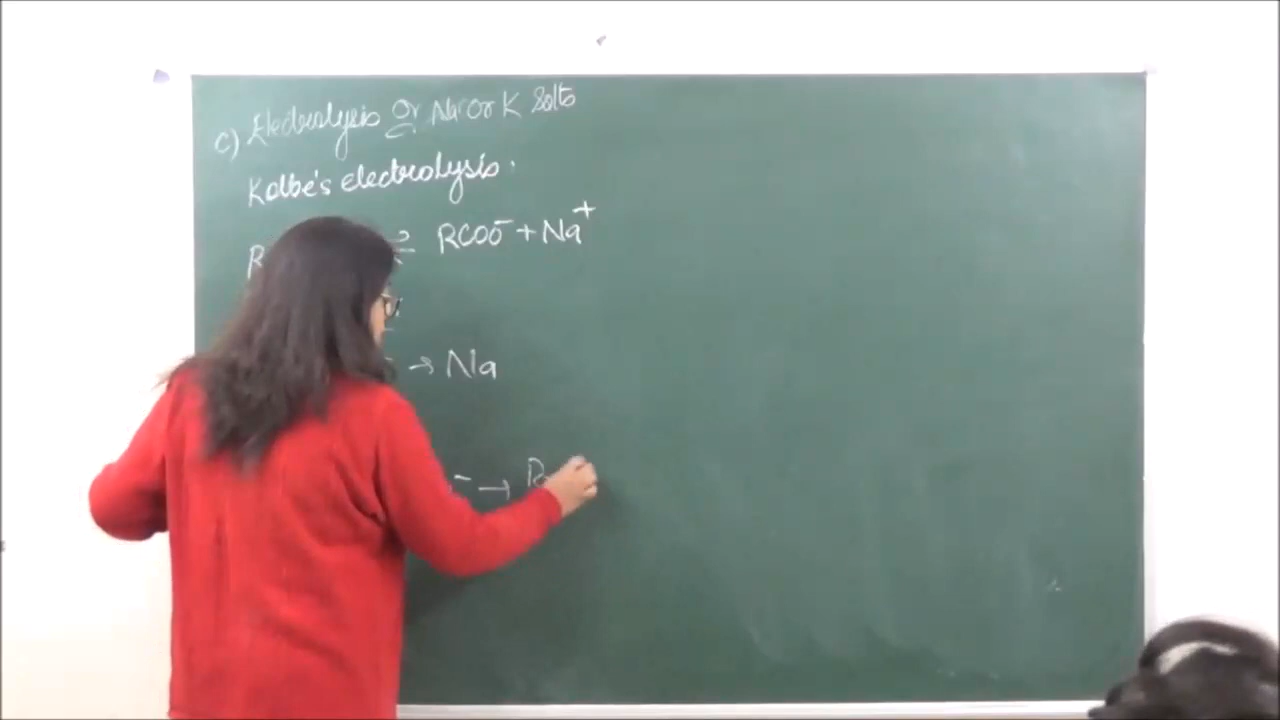 c) Electrolysis Or Na Or K Salts
Kolbe's electrolysis.
R ⇌ RCOO⁻ + Na⁺
→ Na
⁻ → R